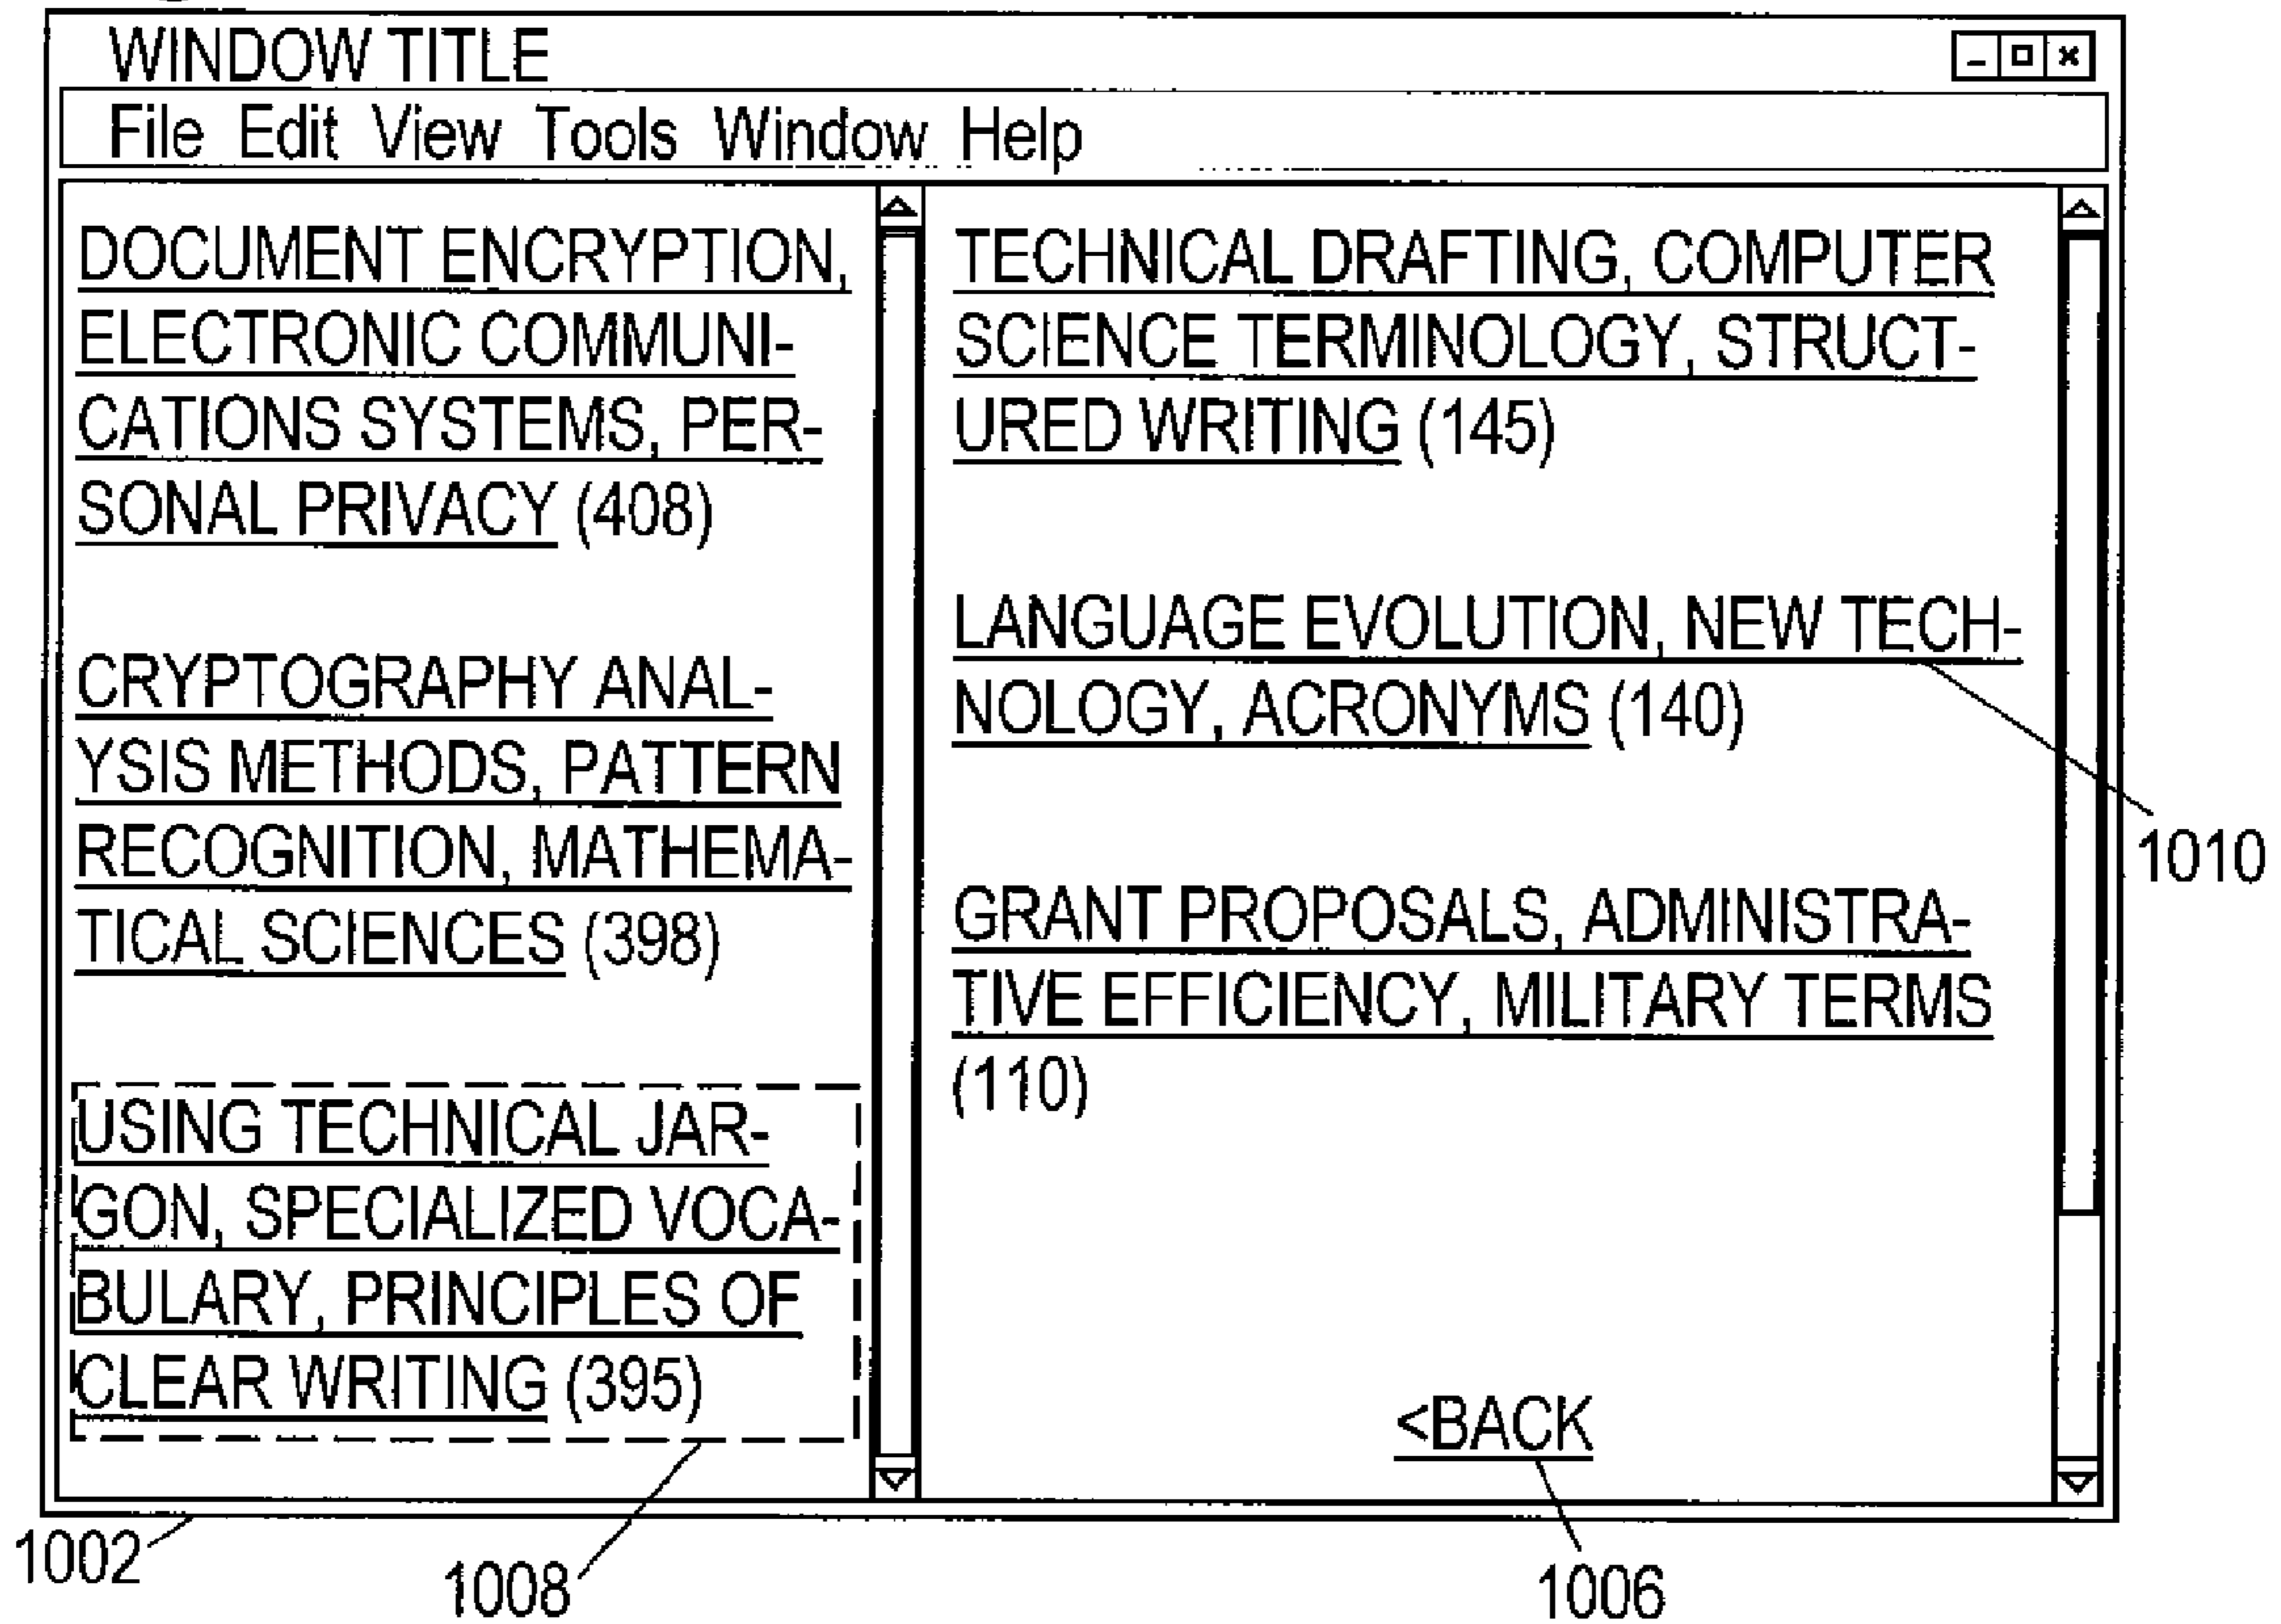 WINDOW TITLE
File Edit View Tools Window Help
DOCUMENT ENCRYPTION,
ELECTRONIC COMMUNI-
CATIONS SYSTEMS, PER-
SONAL PRIVACY (408)
CRYPTOGRAPHY ANAL-
YSIS METHODS, PATTERN
RECOGNITION, MATHEMA-
TICAL SCIENCES (398)
USING TECHNICAL JAR-
GON, SPECIALIZED VOCA-
BULARY, PRINCIPLES OF
CLEAR WRITING (395)
TECHNICAL DRAFTING, COMPUTER
SCIENCE TERMINOLOGY, STRUCT-
URED WRITING (145)
LANGUAGE EVOLUTION, NEW TECH-
NOLOGY, ACRONYMS (140)
GRANT PROPOSALS, ADMINISTRA-
TIVE EFFICIENCY, MILITARY TERMS
(110)
<BACK
1010
1002
1008
1006